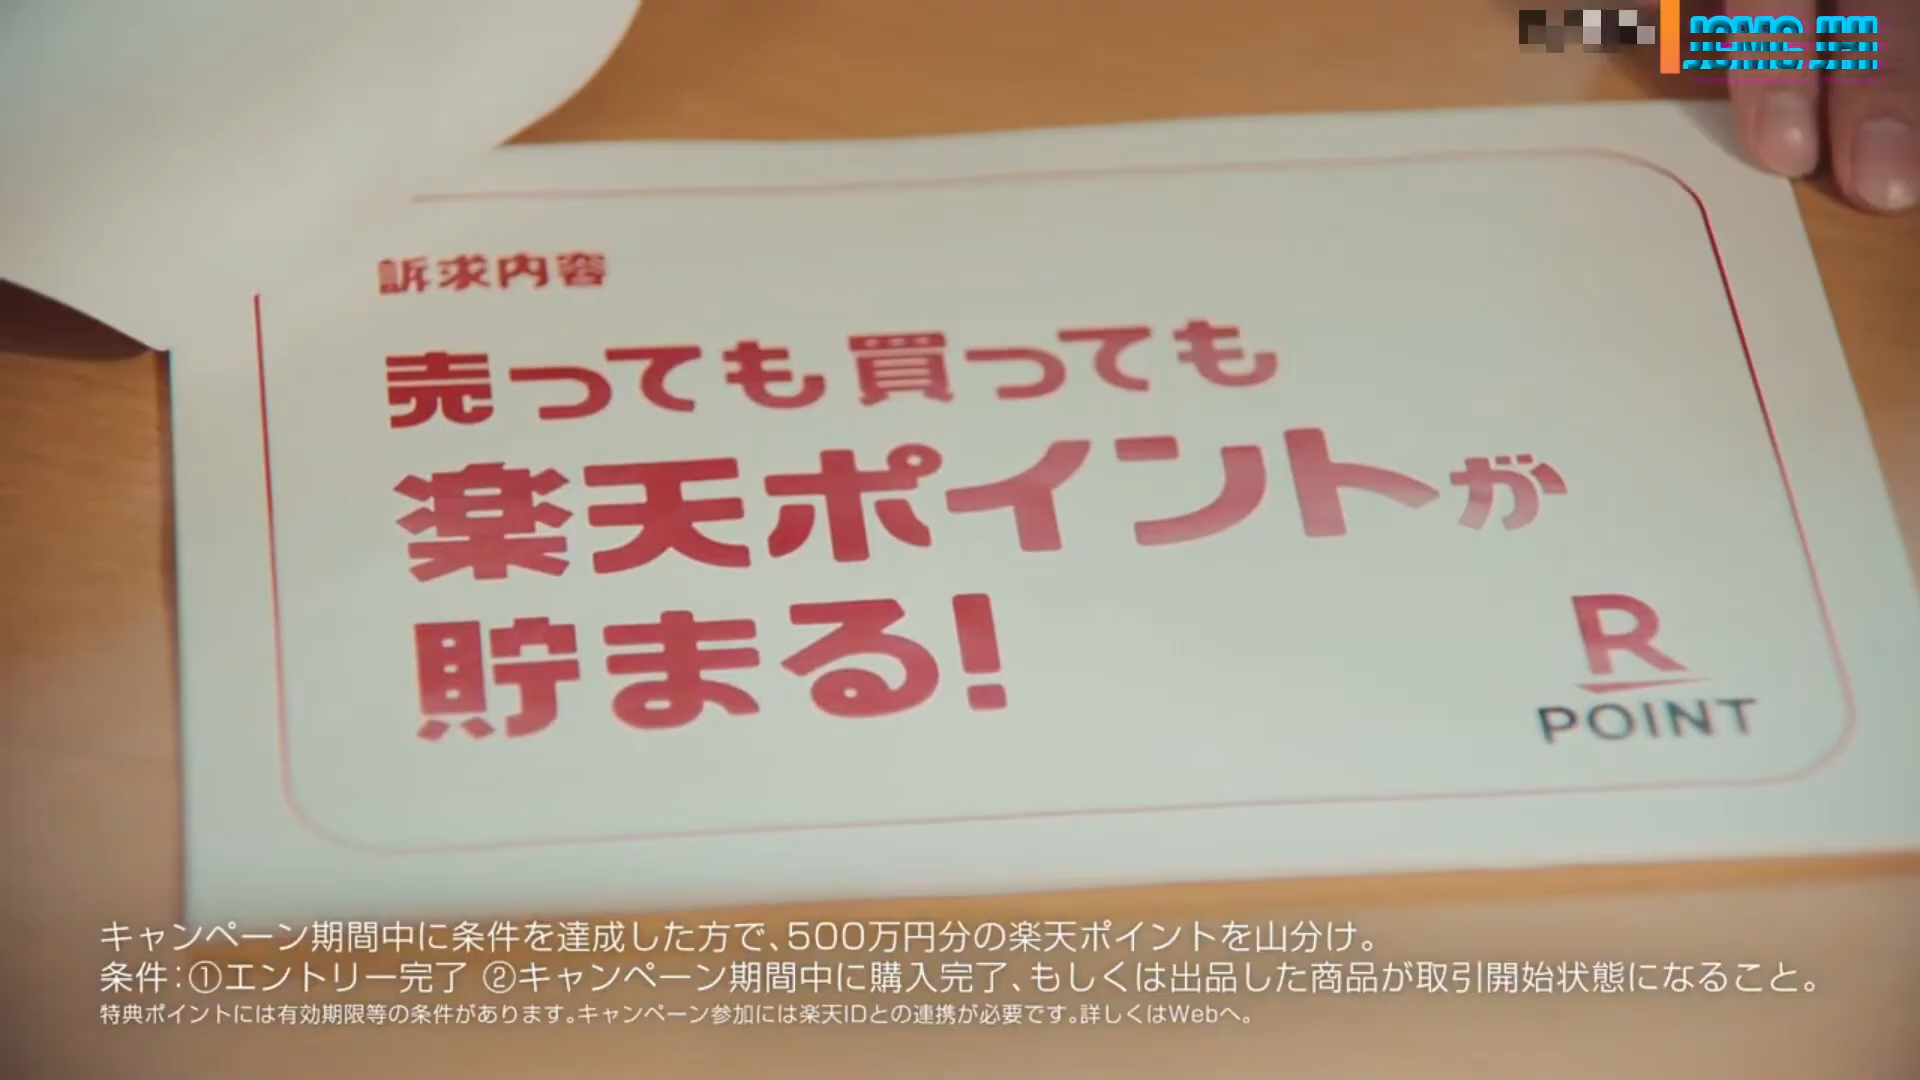 訴求内容
売っても買っても
楽天ポイントが
貯まる!
R
POINT
キャンペーン期間中に条件を達成した方で、500万円分の楽天ポイントを山分け。
条件:①エントリー完了 ②キャンペーン期間中に購入完了、もしくは出品した商品が取引開始状態になること。
特典ポイントには有効期限等の条件があります。キャンペーン参加には楽天IDとの連携が必要です。詳しくはWebへ。